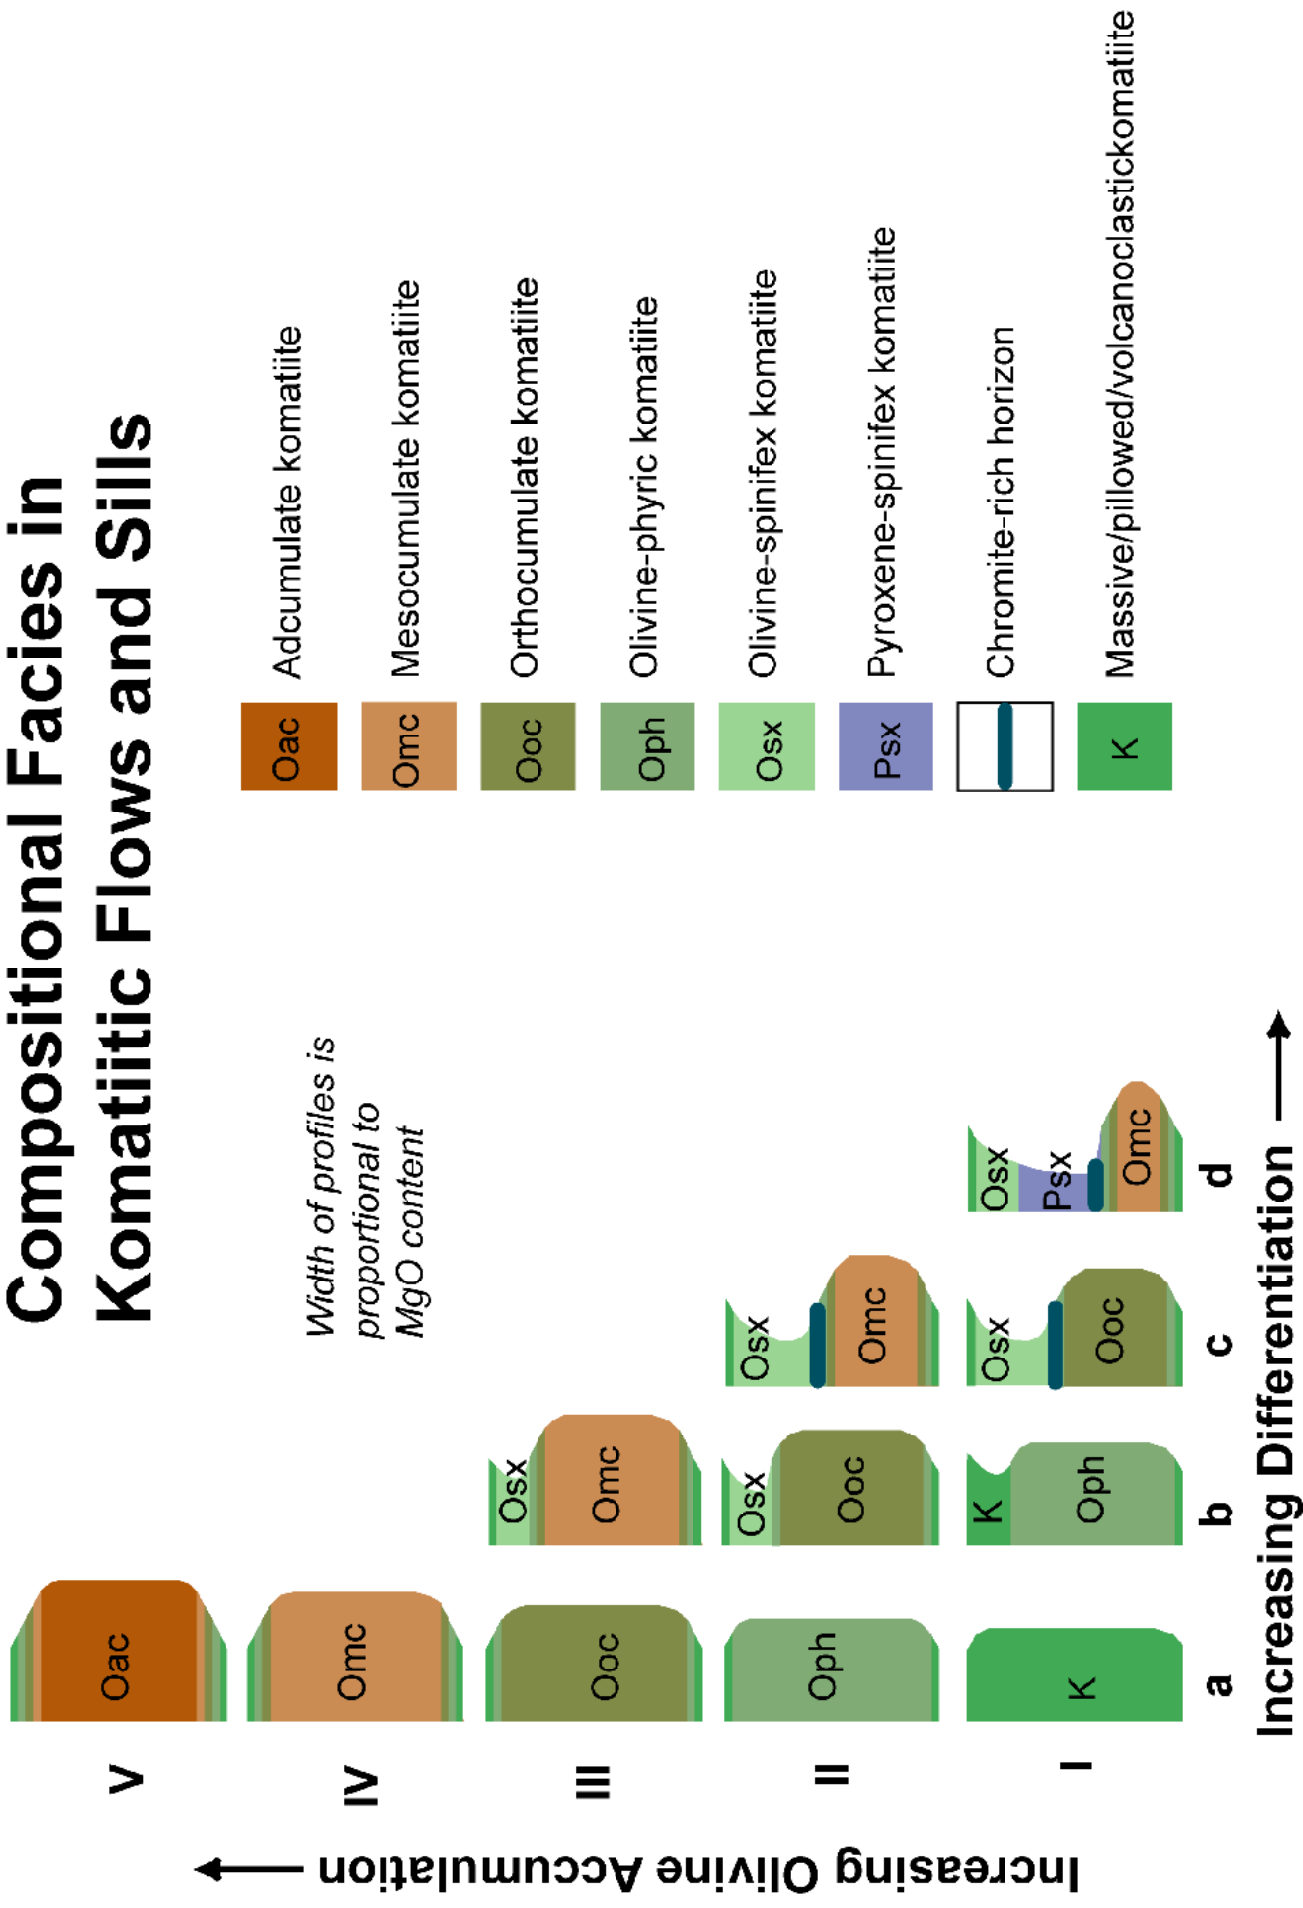 Compositional Facies in
Komatiitic Flows and Sills
Width of profiles is
proportional to
MgO content
Increasing Olivine Accumulation
V
Oac
IV
Omc
III
Ooc
Osx
Omc
II
Oph
Osx
Ooc
Osx
Omc
I
K
K
Oph
Osx
Ooc
Osx
Psx
Omc
a
b
c
d
Increasing Differentiation
Oac
Adcumulate komatiite
Omc
Mesocumulate komatiite
Ooc
Orthocumulate komatiite
Oph
Olivine-phyric komatiite
Osx
Olivine-spinifex komatiite
Psx
Pyroxene-spinifex komatiite
Chromite-rich horizon
K
Massive/pillowed/volcanoclastickomatiite